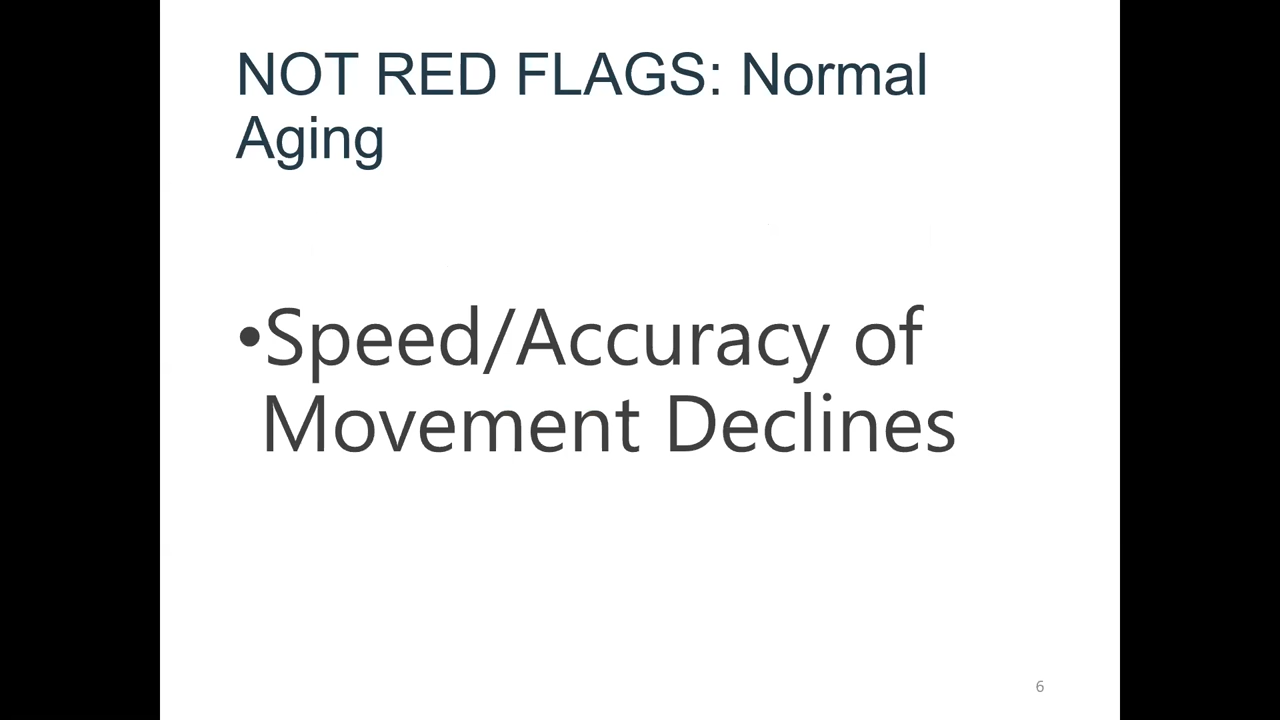 NOT RED FLAGS: Normal
Aging
•Speed/Accuracy of
Movement Declines
6